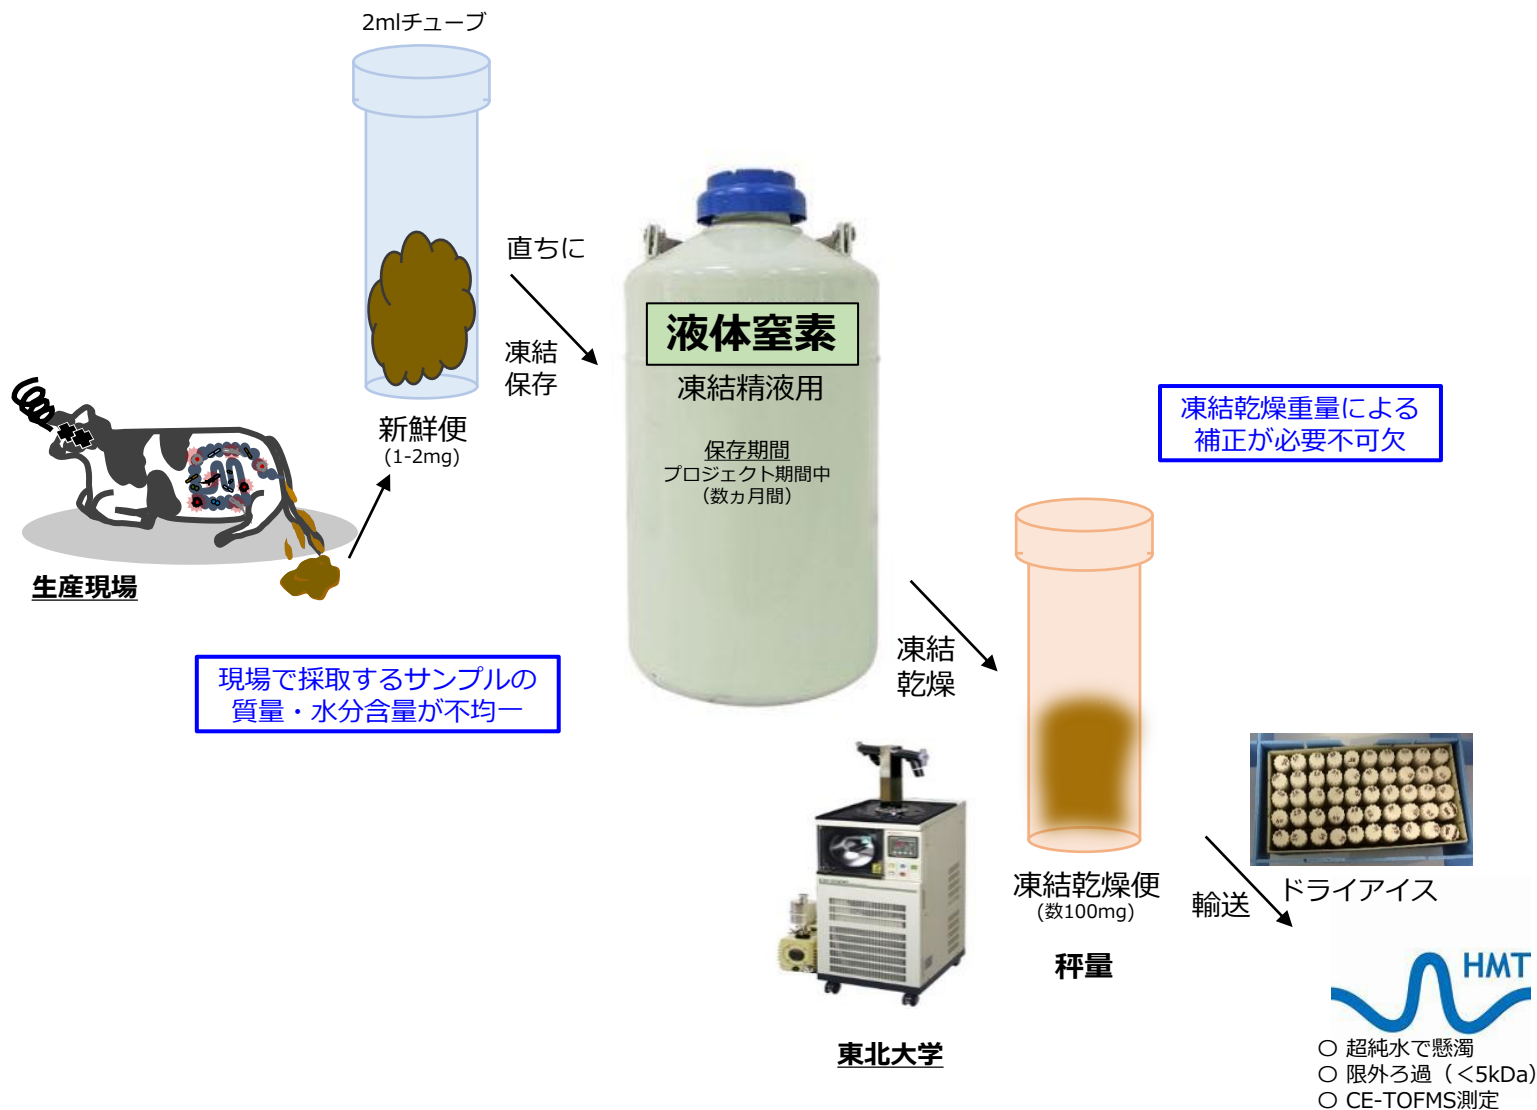 2mlチューブ
直ちに
凍結
保存
新鮮便
(1-2mg)
生産現場
現場で採取するサンプルの
質量・水分含量が不均一
液体窒素
凍結精液用
保存期間
プロジェクト期間中
（数ヵ月間）
凍結
乾燥
東北大学
凍結乾燥重量による
補正が必要不可欠
凍結乾燥便
(数100mg)
秤量
輸送
ドライアイス
HMT
〇 超純水で懸濁
〇 限外ろ過（＜5kDa）
〇 CE-TOFMS測定